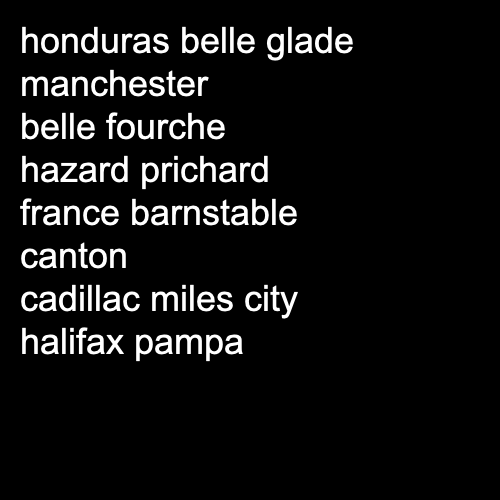 honduras belle glade
manchester
belle fourche
hazard prichard
france barnstable
canton
cadillac miles city
halifax pampa